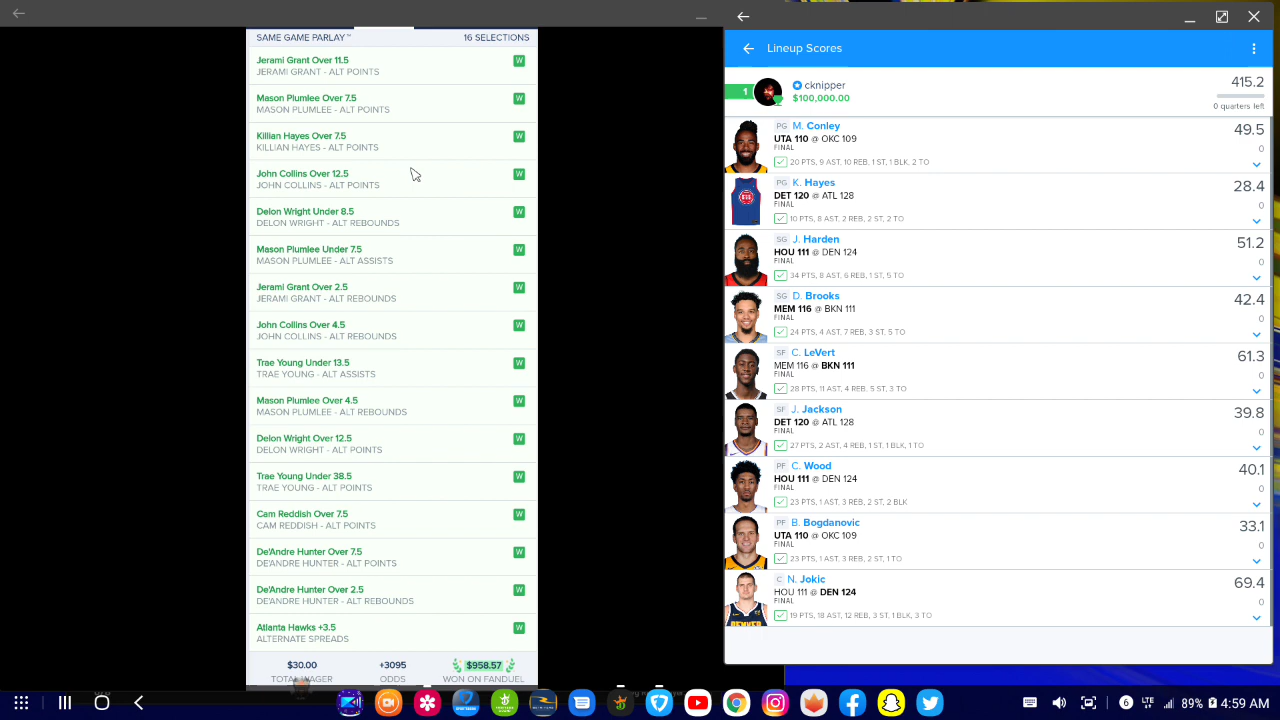 SAME GAME PARLAY™ 16 SELECTIONS
Jerami Grant Over 11.5 W
JERAMI GRANT - ALT POINTS
Mason Plumlee Over 7.5 W
MASON PLUMLEE - ALT POINTS
Killian Hayes Over 7.5 W
KILLIAN HAYES - ALT POINTS
John Collins Over 12.5 W
JOHN COLLINS - ALT POINTS
Delon Wright Under 8.5 W
DELON WRIGHT - ALT REBOUNDS
Mason Plumlee Under 7.5 W
MASON PLUMLEE - ALT ASSISTS
Jerami Grant Over 2.5 W
JERAMI GRANT - ALT REBOUNDS
John Collins Over 4.5 W
JOHN COLLINS - ALT REBOUNDS
Trae Young Under 13.5 W
TRAE YOUNG - ALT ASSISTS
Mason Plumlee Over 4.5 W
MASON PLUMLEE - ALT REBOUNDS
Delon Wright Over 12.5 W
DELON WRIGHT - ALT POINTS
Trae Young Under 38.5 W
TRAE YOUNG - ALT POINTS
Cam Reddish Over 7.5 W
CAM REDDISH - ALT POINTS
De'Andre Hunter Over 7.5 W
DE'ANDRE HUNTER - ALT POINTS
De'Andre Hunter Over 2.5 W
DE'ANDRE HUNTER - ALT REBOUNDS
Atlanta Hawks +3.5 W
ALTERNATE SPREADS
$30.00 +3095 $958.57
TOTAL WAGER ODDS WON ON FANDUEL
Lineup Scores
1 cknipper 415.2
$100,000.00 0 quarters left
PG M. Conley 49.5
UTA 110 @ OKC 109 0
FINAL
20 PTS, 9 AST, 10 REB, 1 ST, 1 BLK, 2 TO
PG K. Hayes 28.4
DET 120 @ ATL 128 0
FINAL
10 PTS, 8 AST, 2 REB, 2 ST, 2 TO
SG J. Harden 51.2
HOU 111 @ DEN 124 0
FINAL
34 PTS, 8 AST, 6 REB, 1 ST, 5 TO
SG D. Brooks 42.4
MEM 116 @ BKN 111 0
FINAL
24 PTS, 4 AST, 7 REB, 3 ST, 5 TO
SF C. LeVert 61.3
MEM 116 @ BKN 111 0
FINAL
28 PTS, 11 AST, 4 REB, 5 ST, 3 TO
SF J. Jackson 39.8
DET 120 @ ATL 128 0
FINAL
27 PTS, 2 AST, 4 REB, 1 ST, 1 BLK, 1 TO
PF C. Wood 40.1
HOU 111 @ DEN 124 0
FINAL
23 PTS, 1 AST, 3 REB, 2 ST, 2 BLK
PF B. Bogdanovic 33.1
UTA 110 @ OKC 109 0
FINAL
23 PTS, 1 AST, 3 REB, 2 ST, 1 TO
C N. Jokic 69.4
HOU 111 @ DEN 124 0
FINAL
19 PTS, 18 AST, 12 REB, 3 ST, 1 BLK, 3 TO
6 LTE 89% 4:35 AM